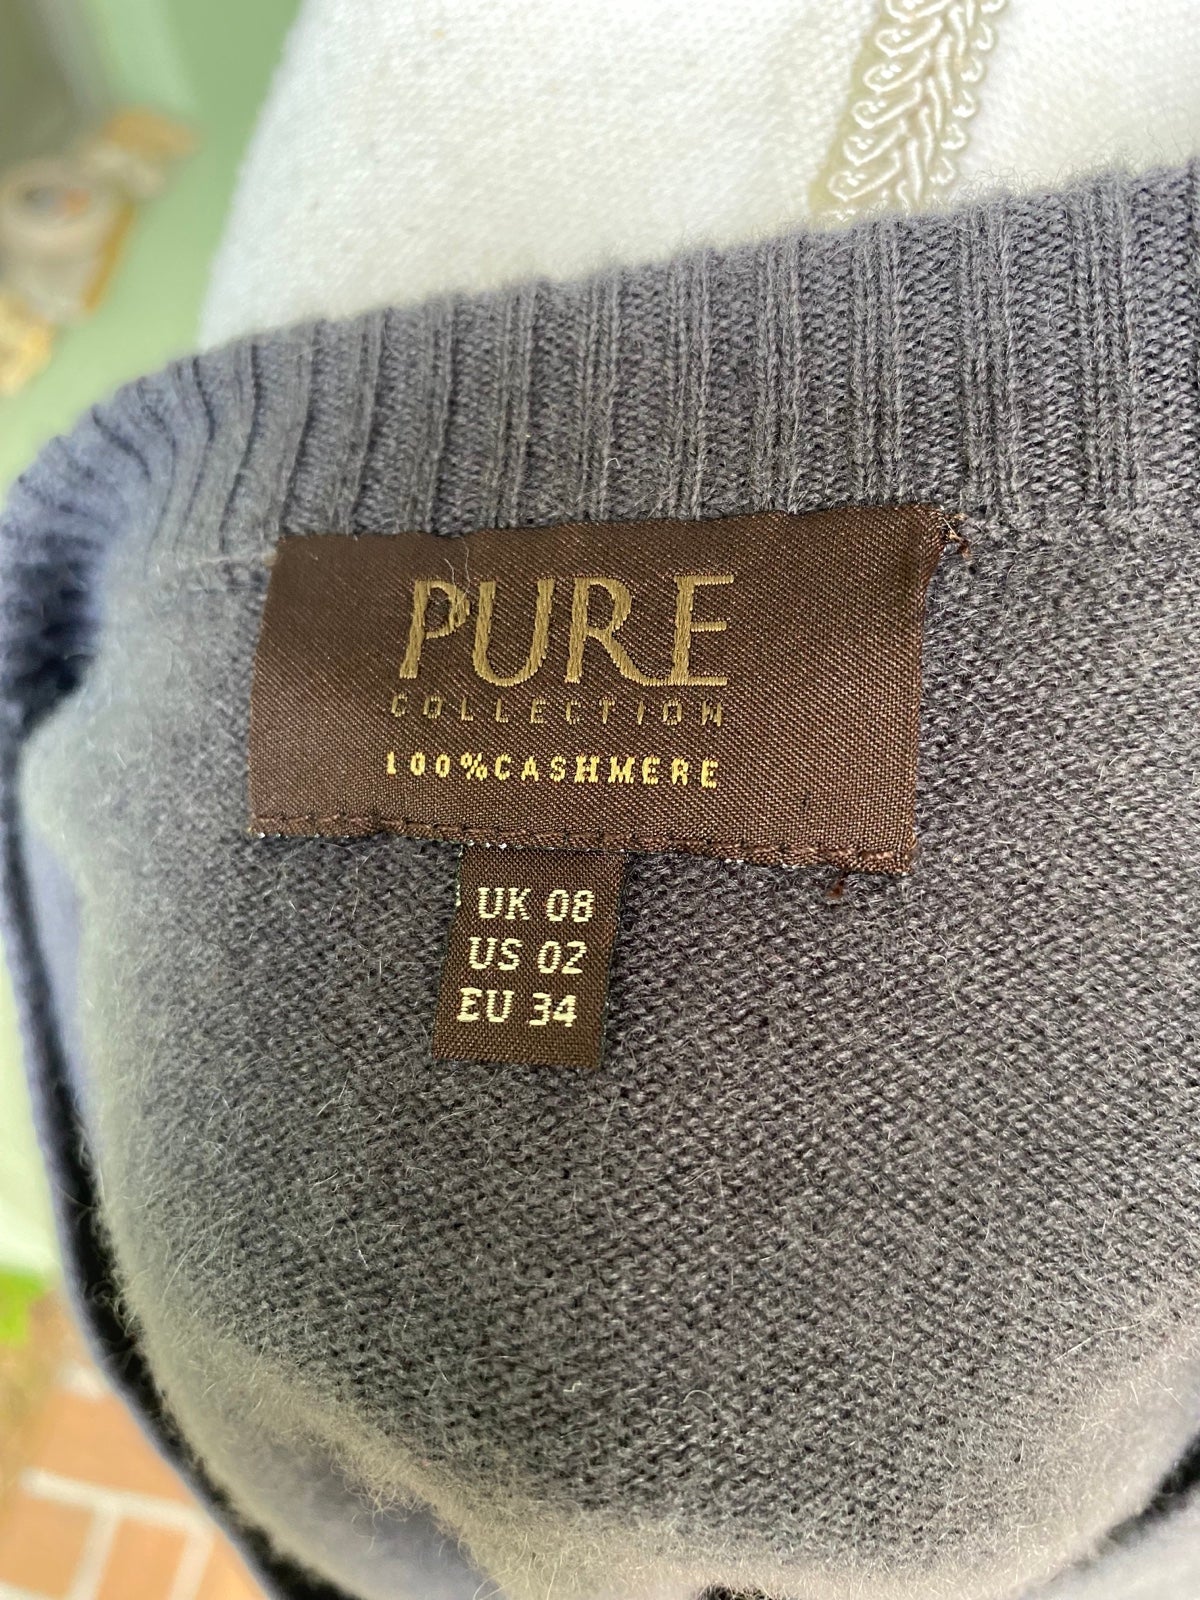 PURE
COLLECTION
100%CASHMERE
UK 08
US 02
EU 34